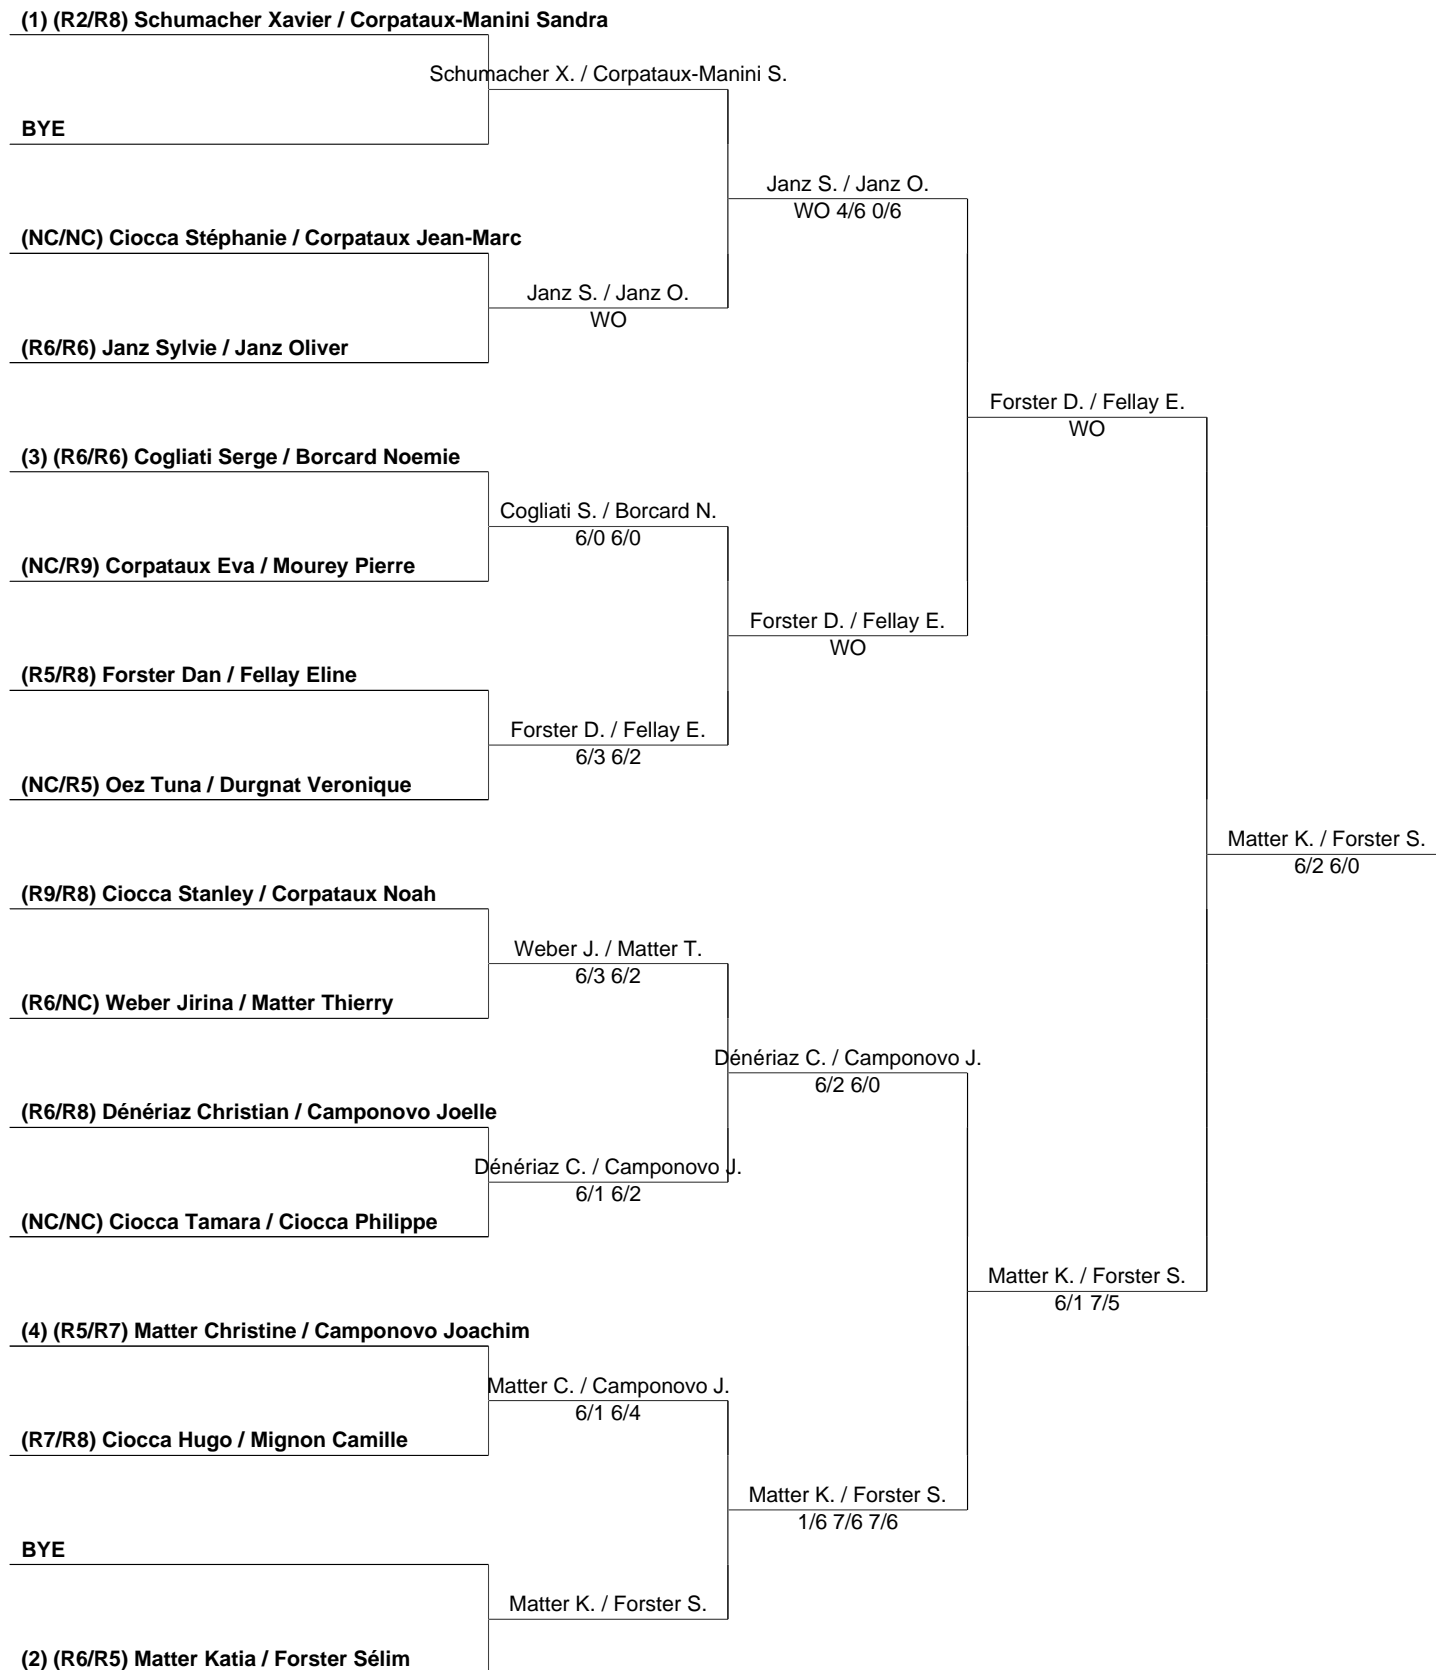 (1) (R2/R8) Schumacher Xavier / Corpataux-Manini Sandra
Schumacher X. / Corpataux-Manini S.
BYE
Janz S. / Janz O.
WO 4/6 0/6
(NC/NC) Ciocca Stéphanie / Corpataux Jean-Marc
Janz S. / Janz O.
WO
(R6/R6) Janz Sylvie / Janz Oliver
Forster D. / Fellay E.
WO
(3) (R6/R6) Cogliati Serge / Borcard Noemie
Cogliati S. / Borcard N.
6/0 6/0
(NC/R9) Corpataux Eva / Mourey Pierre
Forster D. / Fellay E.
WO
(R5/R8) Forster Dan / Fellay Eline
Forster D. / Fellay E.
6/3 6/2
(NC/R5) Oez Tuna / Durgnat Veronique
Matter K. / Forster S.
6/2 6/0
(R9/R8) Ciocca Stanley / Corpataux Noah
Weber J. / Matter T.
6/3 6/2
(R6/NC) Weber Jirina / Matter Thierry
Dénériaz C. / Camponovo J.
6/2 6/0
(R6/R8) Dénériaz Christian / Camponovo Joelle
Dénériaz C. / Camponovo J.
6/1 6/2
(NC/NC) Ciocca Tamara / Ciocca Philippe
Matter K. / Forster S.
6/1 7/5
(4) (R5/R7) Matter Christine / Camponovo Joachim
Matter C. / Camponovo J.
6/1 6/4
(R7/R8) Ciocca Hugo / Mignon Camille
Matter K. / Forster S.
1/6 7/6 7/6
BYE
Matter K. / Forster S.
(2) (R6/R5) Matter Katia / Forster Sélim